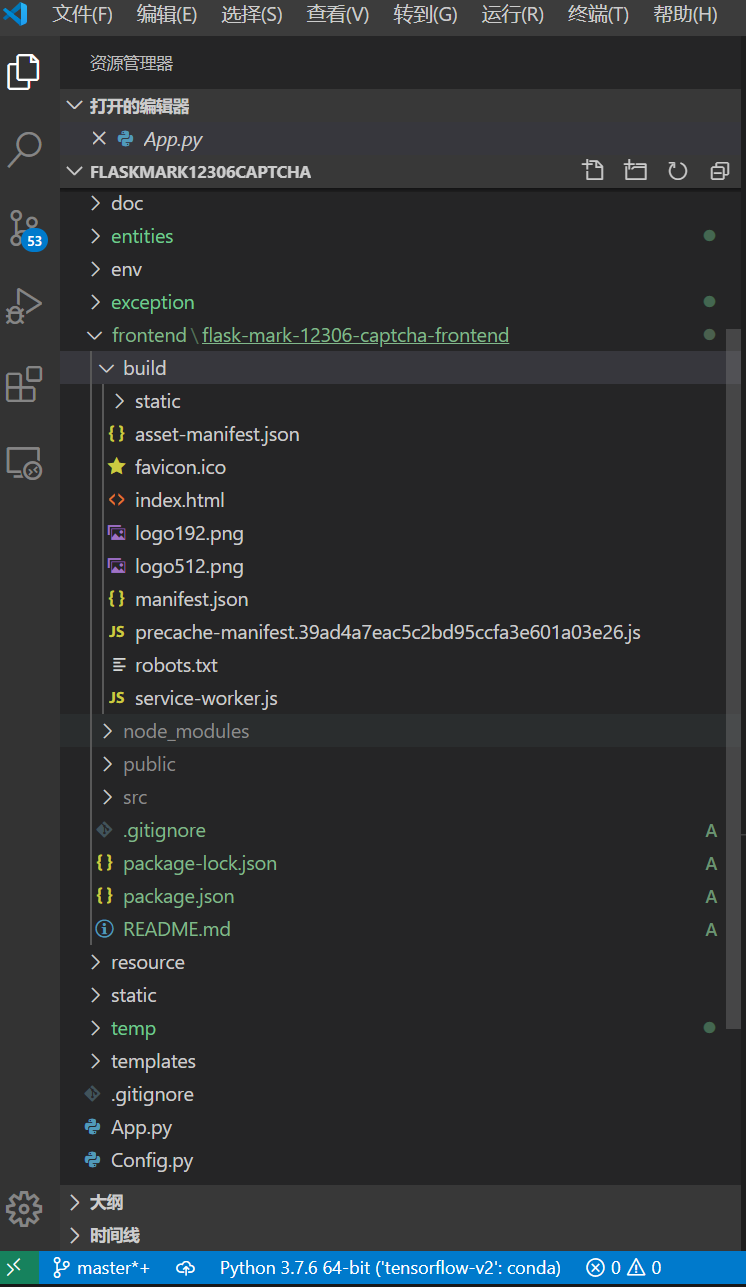 文件(F) 编辑(E) 选择(S) 查看(V) 转到(G) 运行(R) 终端(T) 帮助(H)
资源管理器
打开的编辑器
App.py
FLASKMARK12306CAPTCHA
doc
entities
53
env
exception
frontend\flask-mark-12306-captcha-frontend
build
static
{} asset-manifest.json
favicon.ico
<> index.html
logo192.png
logo512.png
{} manifest.json
JS precache-manifest.39ad4a7eac5c2bd95ccfa3e601a03e26.js
robots.txt
JS service-worker.js
node_modules
public
src
.gitignore A
{} package-lock.json A
{} package.json A
README.md A
resource
static
temp
templates
.gitignore
App.py
Config.py
大纲
时间线
master*+ Python 3.7.6 64-bit ('tensorflow-v2': conda) 0 0